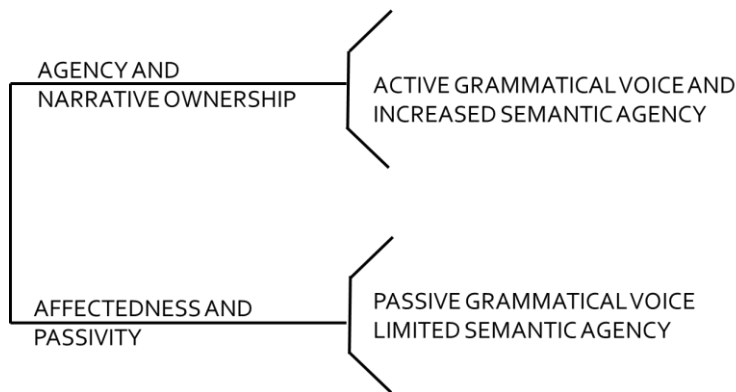 AGENCY AND
NARRATIVE OWNERSHIP
ACTIVE GRAMMATICAL VOICE AND
INCREASED SEMANTIC AGENCY
AFFECTEDNESS AND
PASSIVITY
PASSIVE GRAMMATICAL VOICE
LIMITED SEMANTIC AGENCY